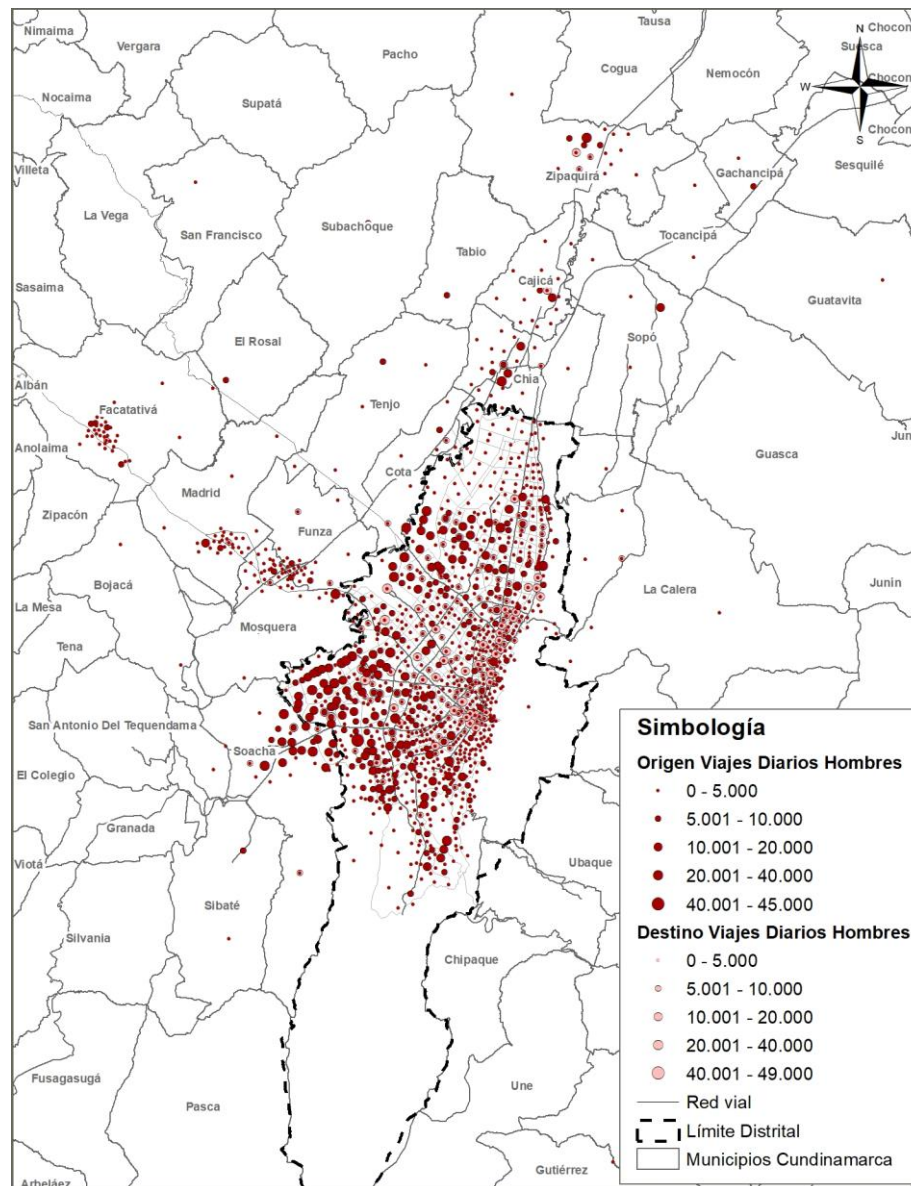 Nimaima
Vergara
Pacho
Tausa
Cogua
Nemocón
Suesca
Chocon
N
W
S
Chocon
Chocon
Nocaima
Supatá
Villeta
La Vega
San Francisco
Subachoque
Zipaquirá
Gachancipá
Sesquilé
Tabio
Tocancipá
Cajicá
Sasaima
Guatavita
El Rosal
Sopó
Albán
Facatativá
Tenjo
Chia
Anolaima
Jun
Cota
Guasca
Madrid
Zipacón
Funza
Bojacá
La Calera
Junín
La Mesa
Mosquera
Tena
San Antonio Del Tequendama
Soacha
El Colegio
Granada
Viotá
Sibaté
Ubaque
Silvania
Chipaque
Fusagasugá
Pasca
Une
Arbeláez
Gutiérrez
Simbología
Origen Viajes Diarios Hombres
0 - 5.000
5.001 - 10.000
10.001 - 20.000
20.001 - 40.000
40.001 - 45.000
Destino Viajes Diarios Hombres
0 - 5.000
5.001 - 10.000
10.001 - 20.000
20.001 - 40.000
40.001 - 49.000
Red vial
Límite Distrital
Municipios Cundinamarca